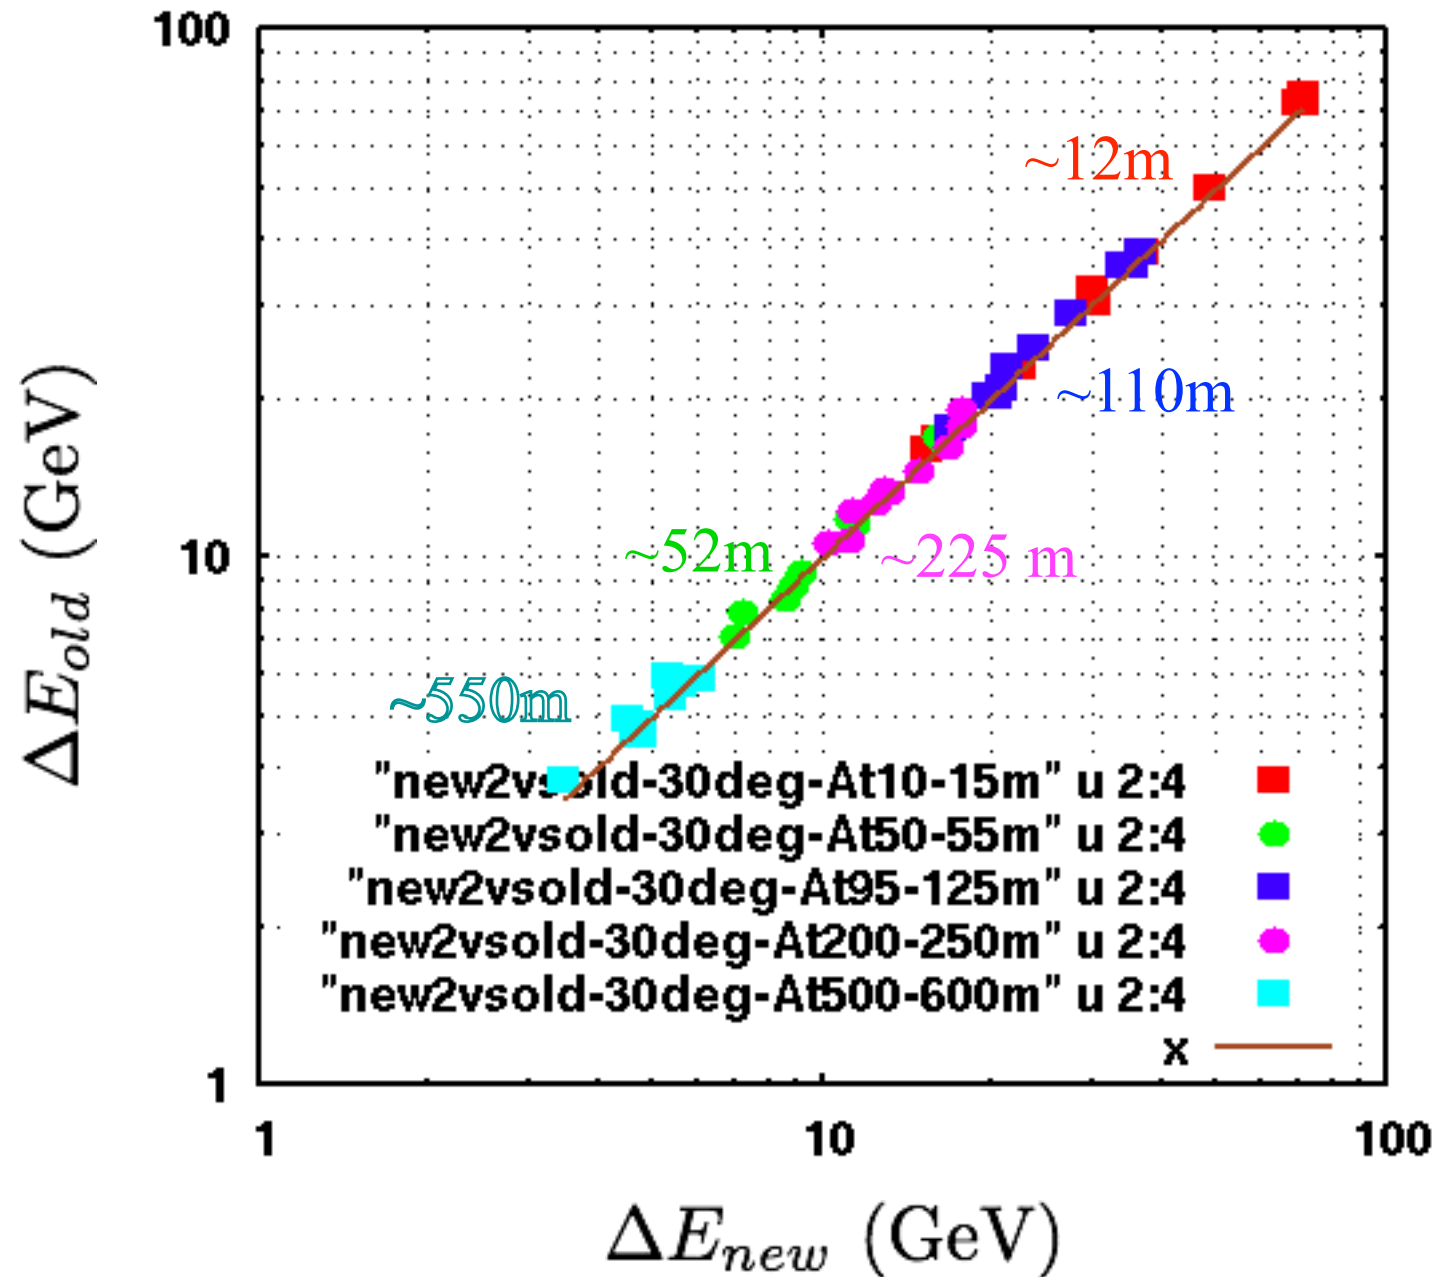 100
10
1
ΔE_old (GeV)
~12m
~110m
~52m
~225 m
~550m
"new2vsold-30deg-At10-15m" u 2:4
"new2vsold-30deg-At50-55m" u 2:4
"new2vsold-30deg-At95-125m" u 2:4
"new2vsold-30deg-At200-250m" u 2:4
"new2vsold-30deg-At500-600m" u 2:4
x
1 10 100
ΔE_new (GeV)